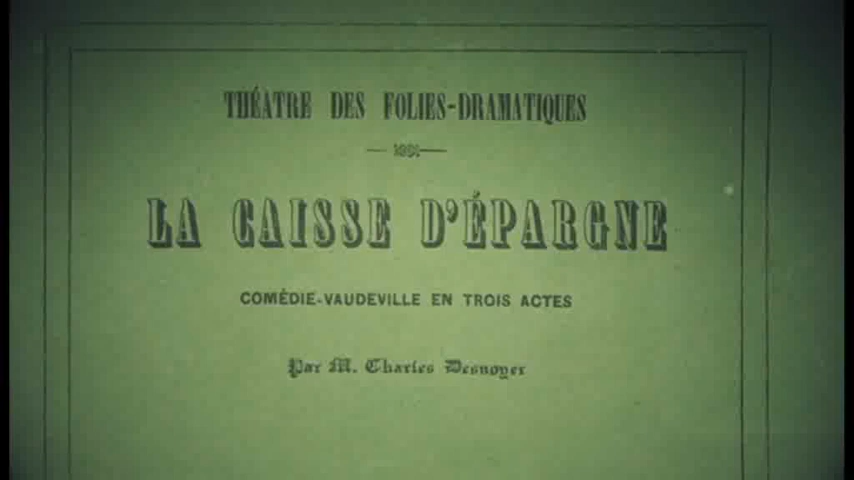 THÉATRE DES FOLIES-DRAMATIQUES
LA CAISSE D'ÉPARGNE
COMÉDIE-VAUDEVILLE EN TROIS ACTES
Par M. Charles Desnoyer